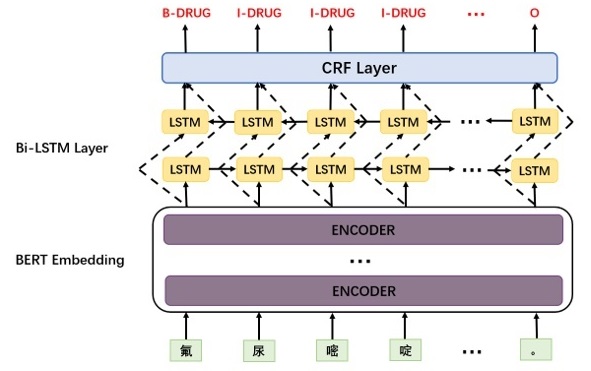 B-DRUG I-DRUG I-DRUG I-DRUG ... O
CRF Layer
LSTM LSTM LSTM LSTM ... LSTM
Bi-LSTM Layer
LSTM LSTM LSTM LSTM ... LSTM
ENCODER
BERT Embedding
...
ENCODER
氟 尿 嘧 啶 ... 。